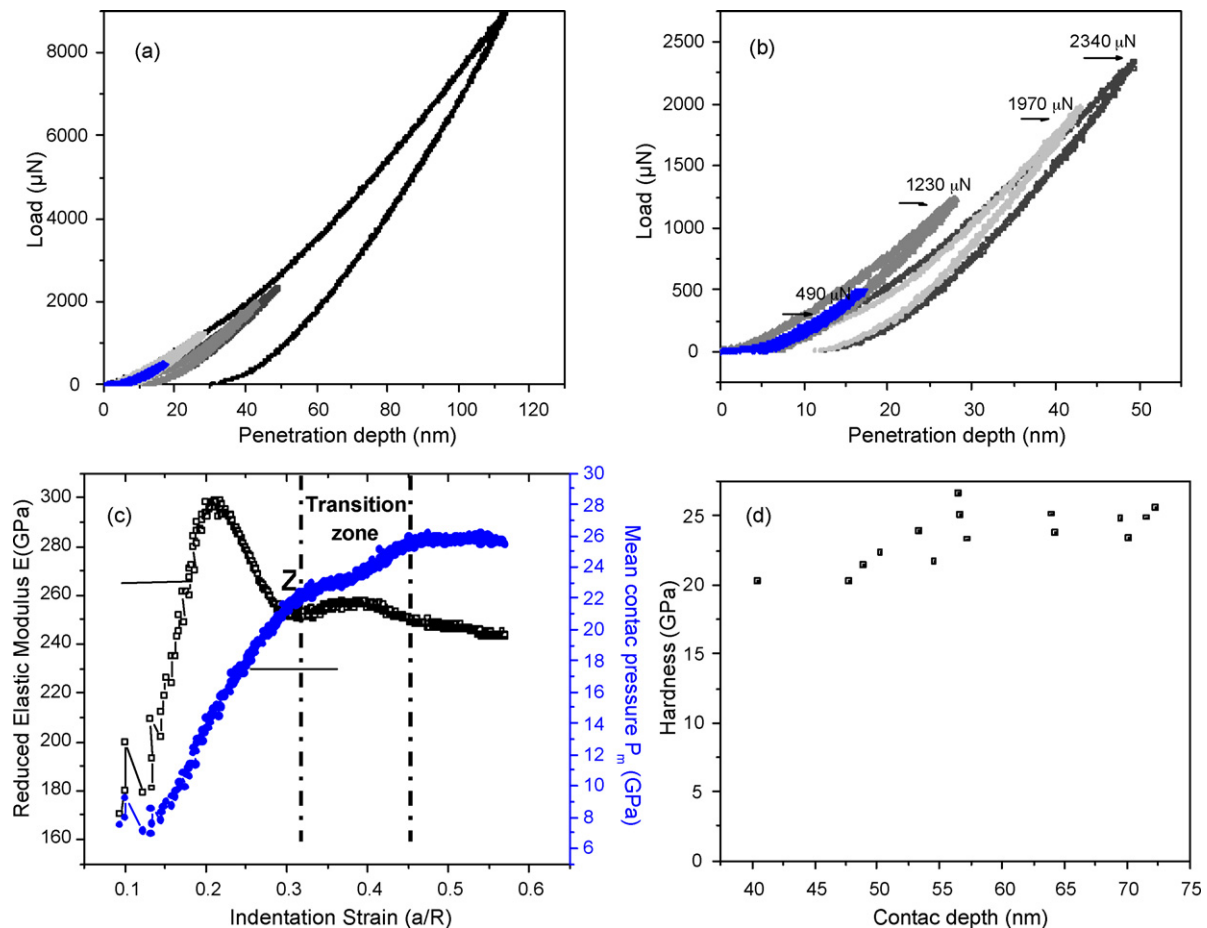 (a)
Load (µN)
8000
6000
4000
2000
0
0 20 40 60 80 100 120
Penetration depth (nm)
(b)
Load (µN)
2500
2000
1500
1000
500
0
2340 µN
1970 µN
1230 µN
490 µN
0 10 20 30 40 50
Penetration depth (nm)
(c)
Reduced Elastic Modulus E(GPa)
300
280
260
240
220
200
180
160
Transition
zone
Z
30
28
26
24
22
20
18
16
14
12
10
8
6
Mean contac pressure Pm (GPa)
0.1 0.2 0.3 0.4 0.5 0.6
Indentation Strain (a/R)
(d)
Hardness (GPa)
25
20
15
10
5
0
40 45 50 55 60 65 70 75
Contac depth (nm)